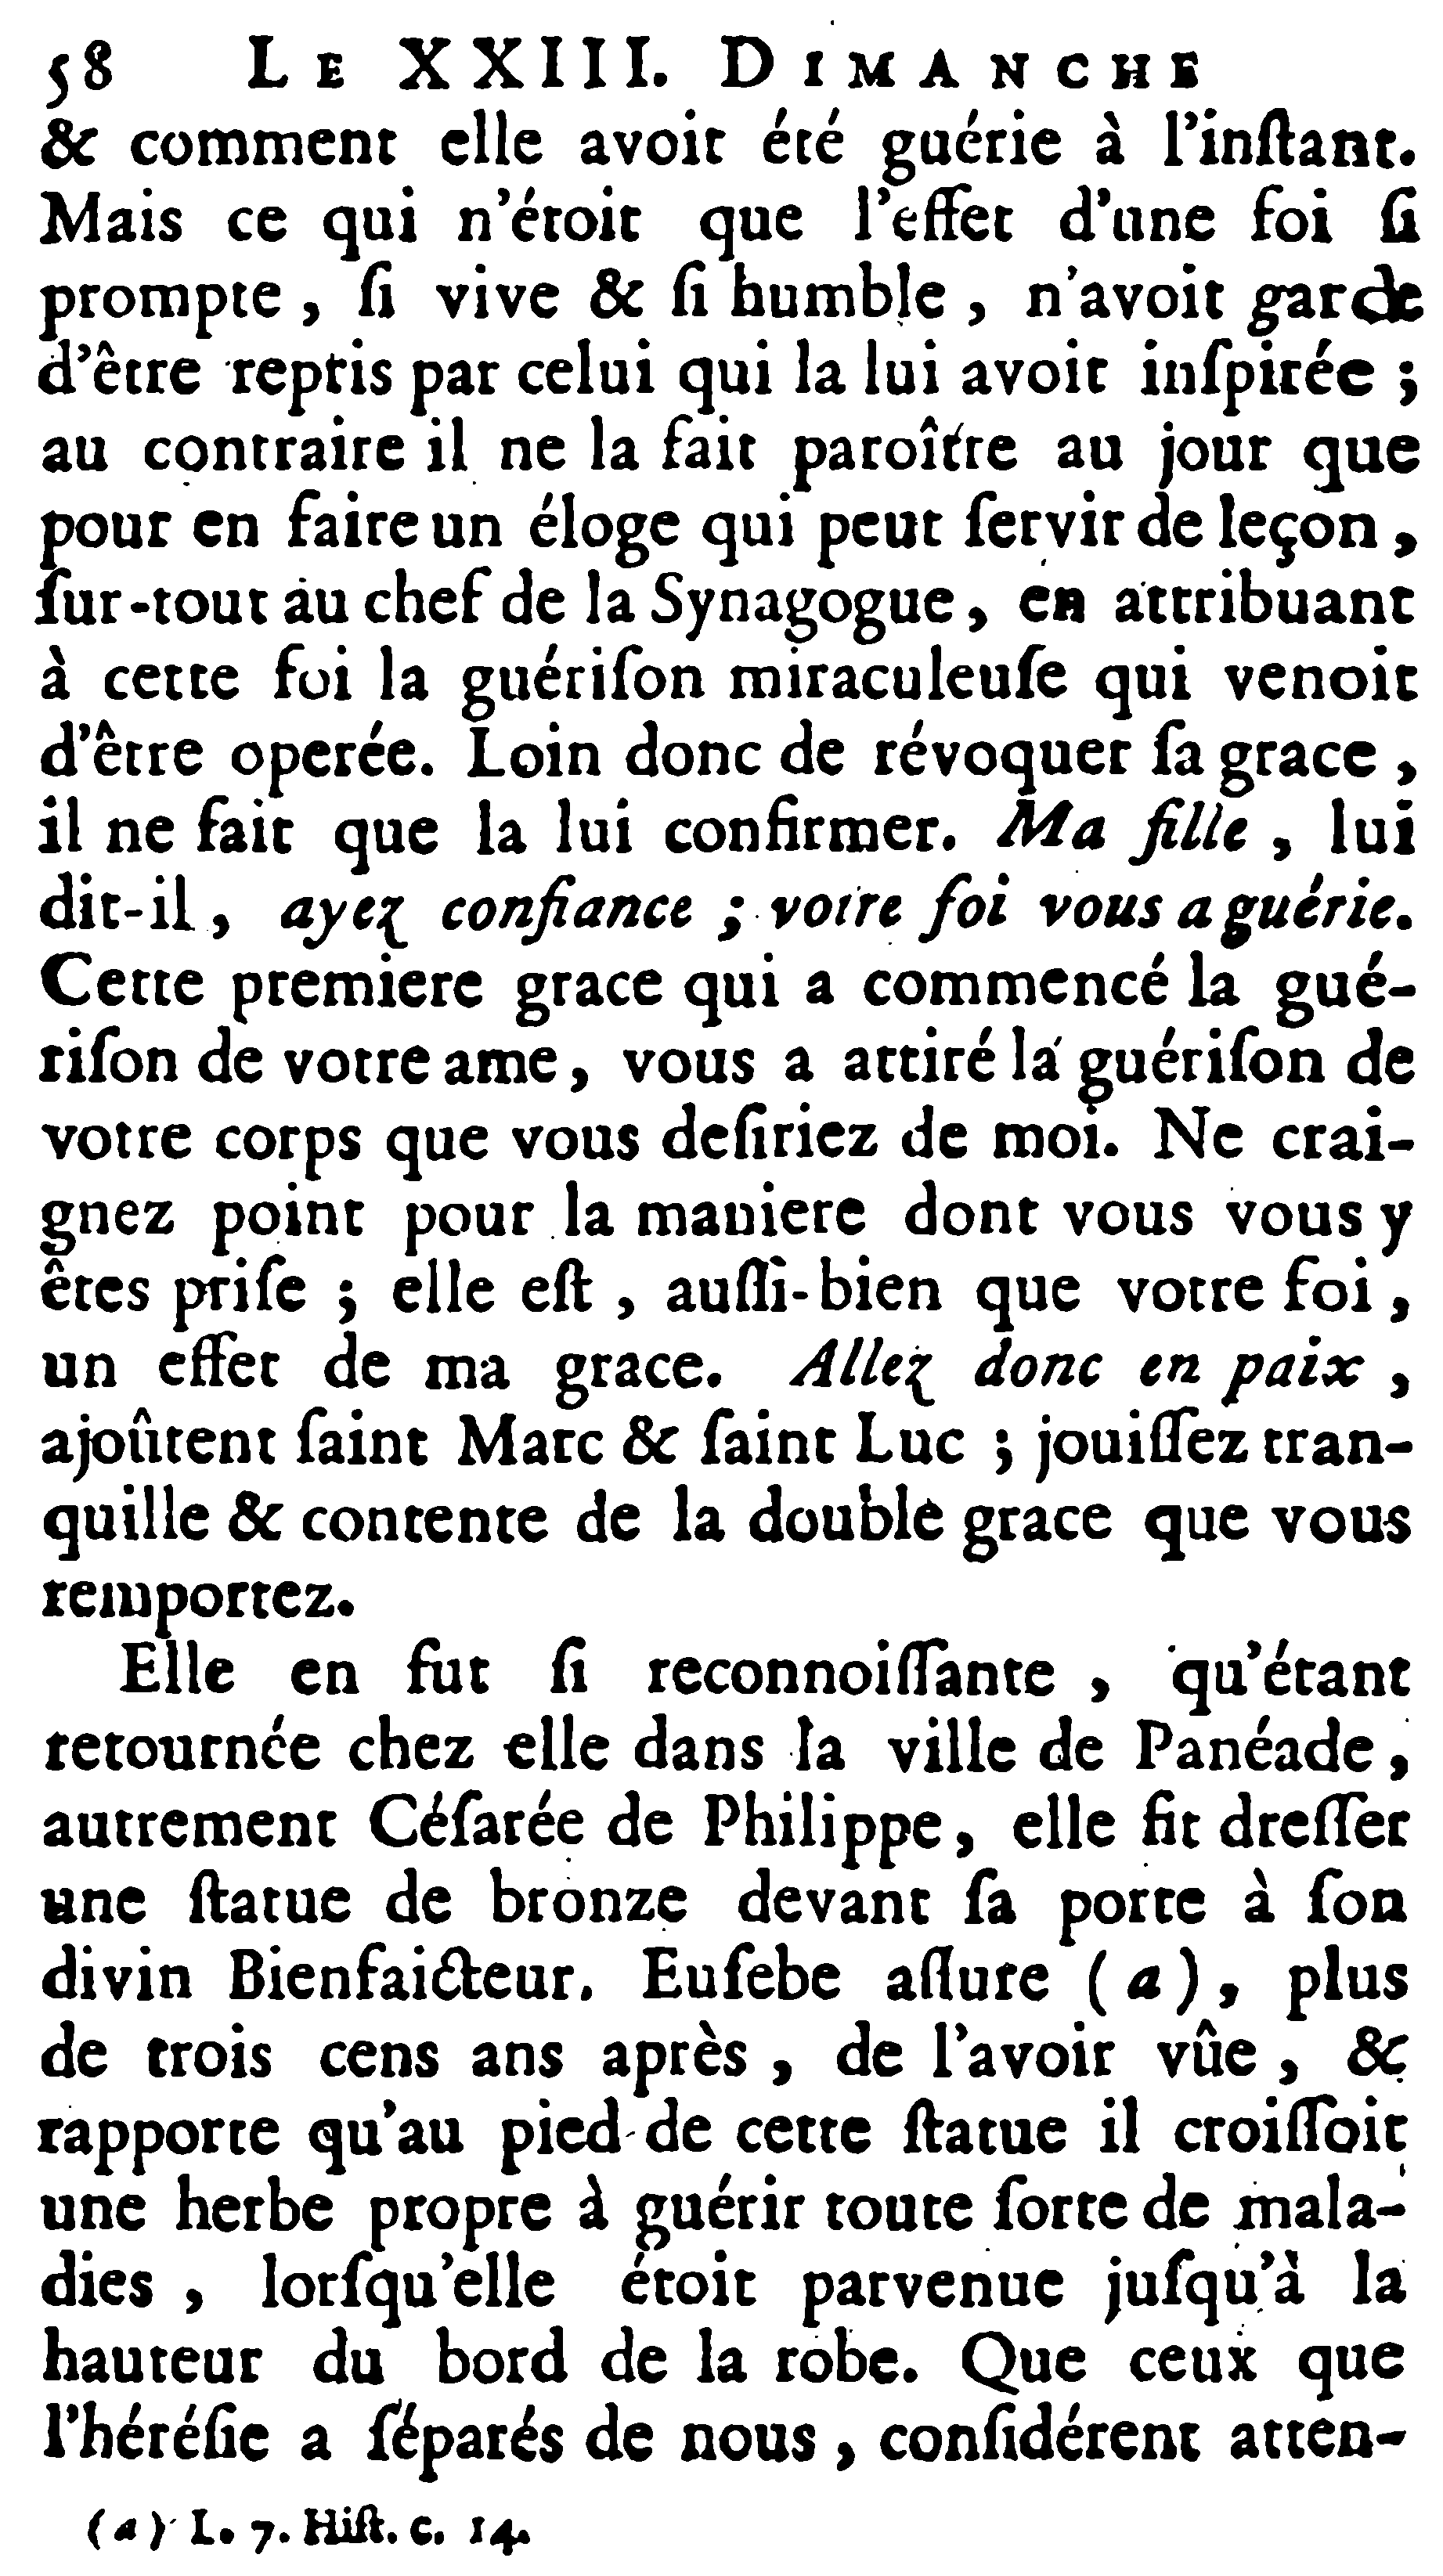 58 LE XXIII. DIMANCHE
& comment elle avoit été guérie à l'inſtant.
Mais ce qui n'étoit que l'effet d'une foi ſi
prompte, ſi vive & ſi humble, n'avoit garde
d'être repris par celui qui la lui avoit inſpirée ;
au contraire il ne la fait paroître au jour que
pour en faire un éloge qui peut ſervir de leçon,
ſur-tout au chef de la Synagogue, en attribuant
à cette foi la guériſon miraculeuſe qui venoit
d'être operée. Loin donc de révoquer ſa grace,
il ne fait que la lui confirmer. Ma fille, lui
dit-il, ayez confiance ; votre foi vous a guérie.
Cette premiere grace qui a commencé la gué-
riſon de votre ame, vous a attiré la guériſon de
votre corps que vous deſiriez de moi. Ne crai-
gnez point pour la maniere dont vous vous y
êtes priſe ; elle eſt, auſſi-bien que votre foi,
un effet de ma grace. Allez donc en paix,
ajoûtent ſaint Marc & ſaint Luc ; jouiſſez tran-
quille & contente de la double grace que vous
remportez.
Elle en fut ſi reconnoiſſante, qu'étant
retournée chez elle dans la ville de Panéade,
autrement Céſarée de Philippe, elle fit dreſſer
une ſtatue de bronze devant ſa porte à ſon
divin Bienfaicteur. Euſebe aſſure (a), plus
de trois cens ans après, de l'avoir vûe, &
rapporte qu'au pied de cette ſtatue il croiſſoit
une herbe propre à guérir toute ſorte de mala-
dies, lorſqu'elle étoit parvenue juſqu'à la
hauteur du bord de la robe. Que ceux que
l'héréſie a ſéparés de nous, conſidérent atten-
(a) L. 7. Hiſt. c. 14.